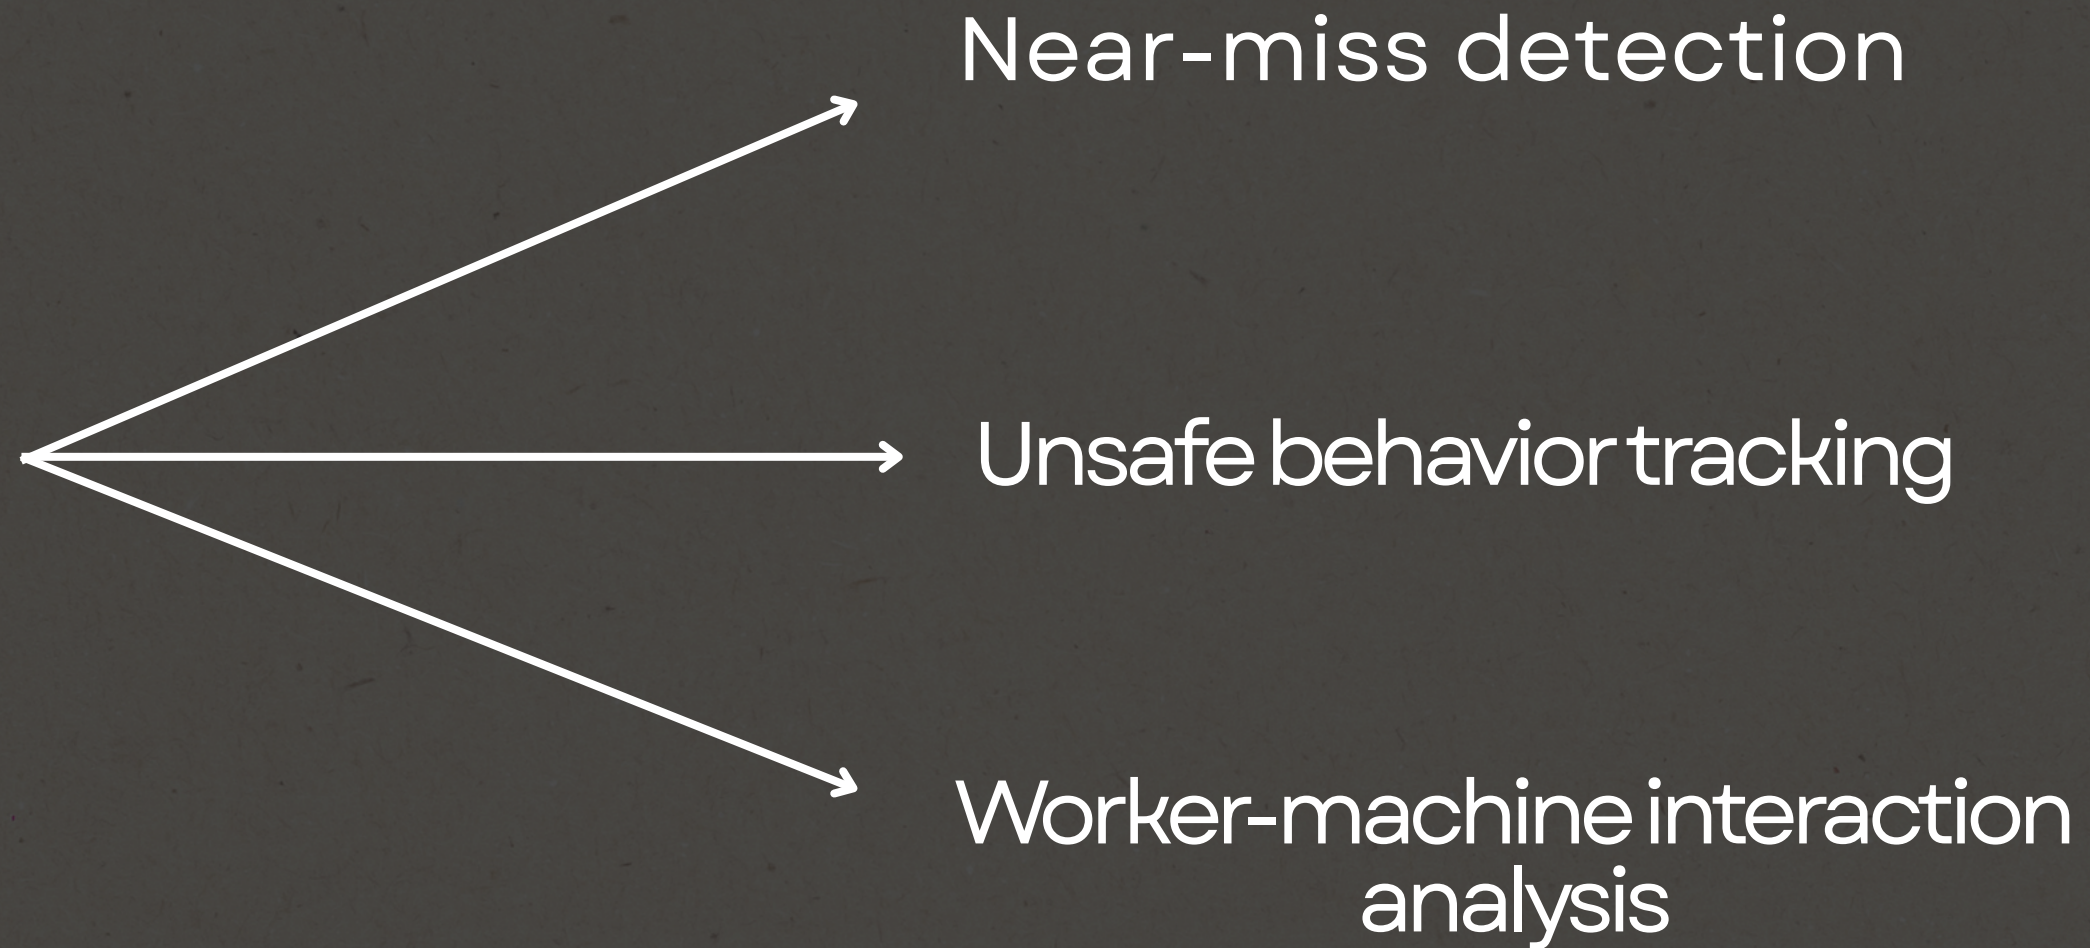 Near-miss detection
Unsafe behavior tracking
Worker-machine interaction
analysis